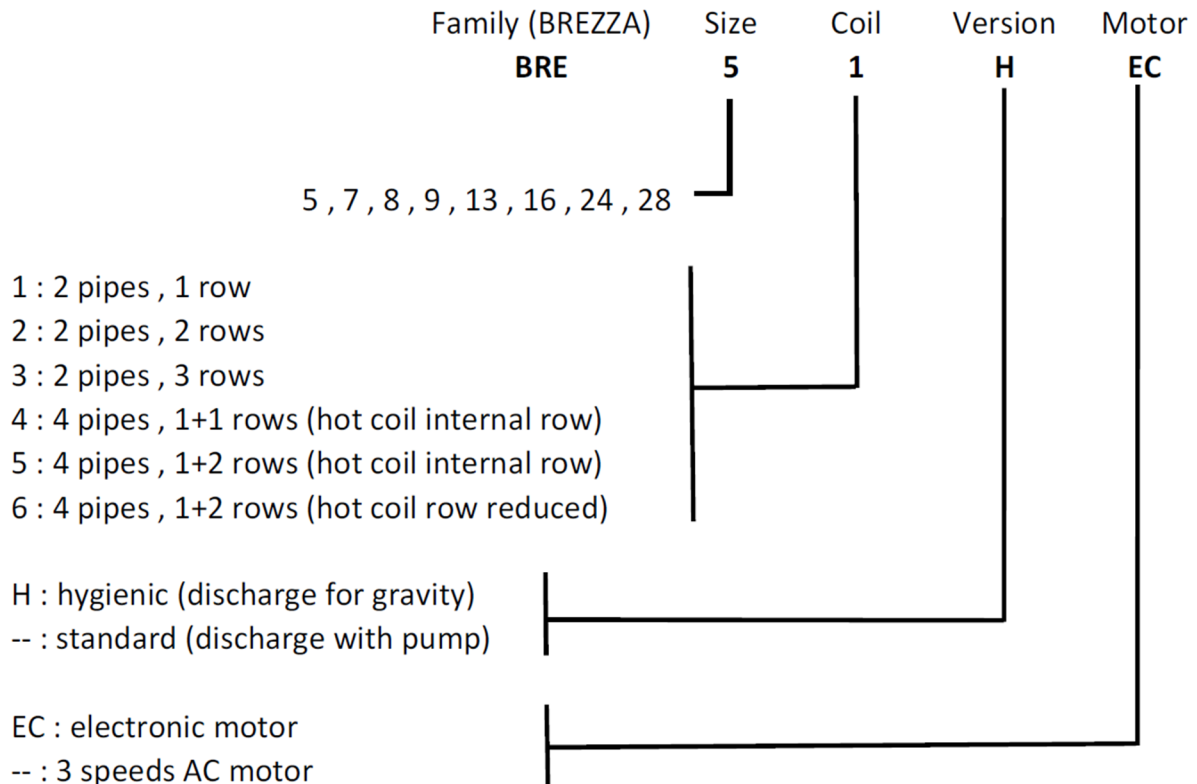 Family (BREZZA) Size Coil Version Motor
BRE 5 1 H EC
5 , 7 , 8 , 9 , 13 , 16 , 24 , 28
1 : 2 pipes , 1 row
2 : 2 pipes , 2 rows
3 : 2 pipes , 3 rows
4 : 4 pipes , 1+1 rows (hot coil internal row)
5 : 4 pipes , 1+2 rows (hot coil internal row)
6 : 4 pipes , 1+2 rows (hot coil row reduced)
H : hygienic (discharge for gravity)
-- : standard (discharge with pump)
EC : electronic motor
-- : 3 speeds AC motor